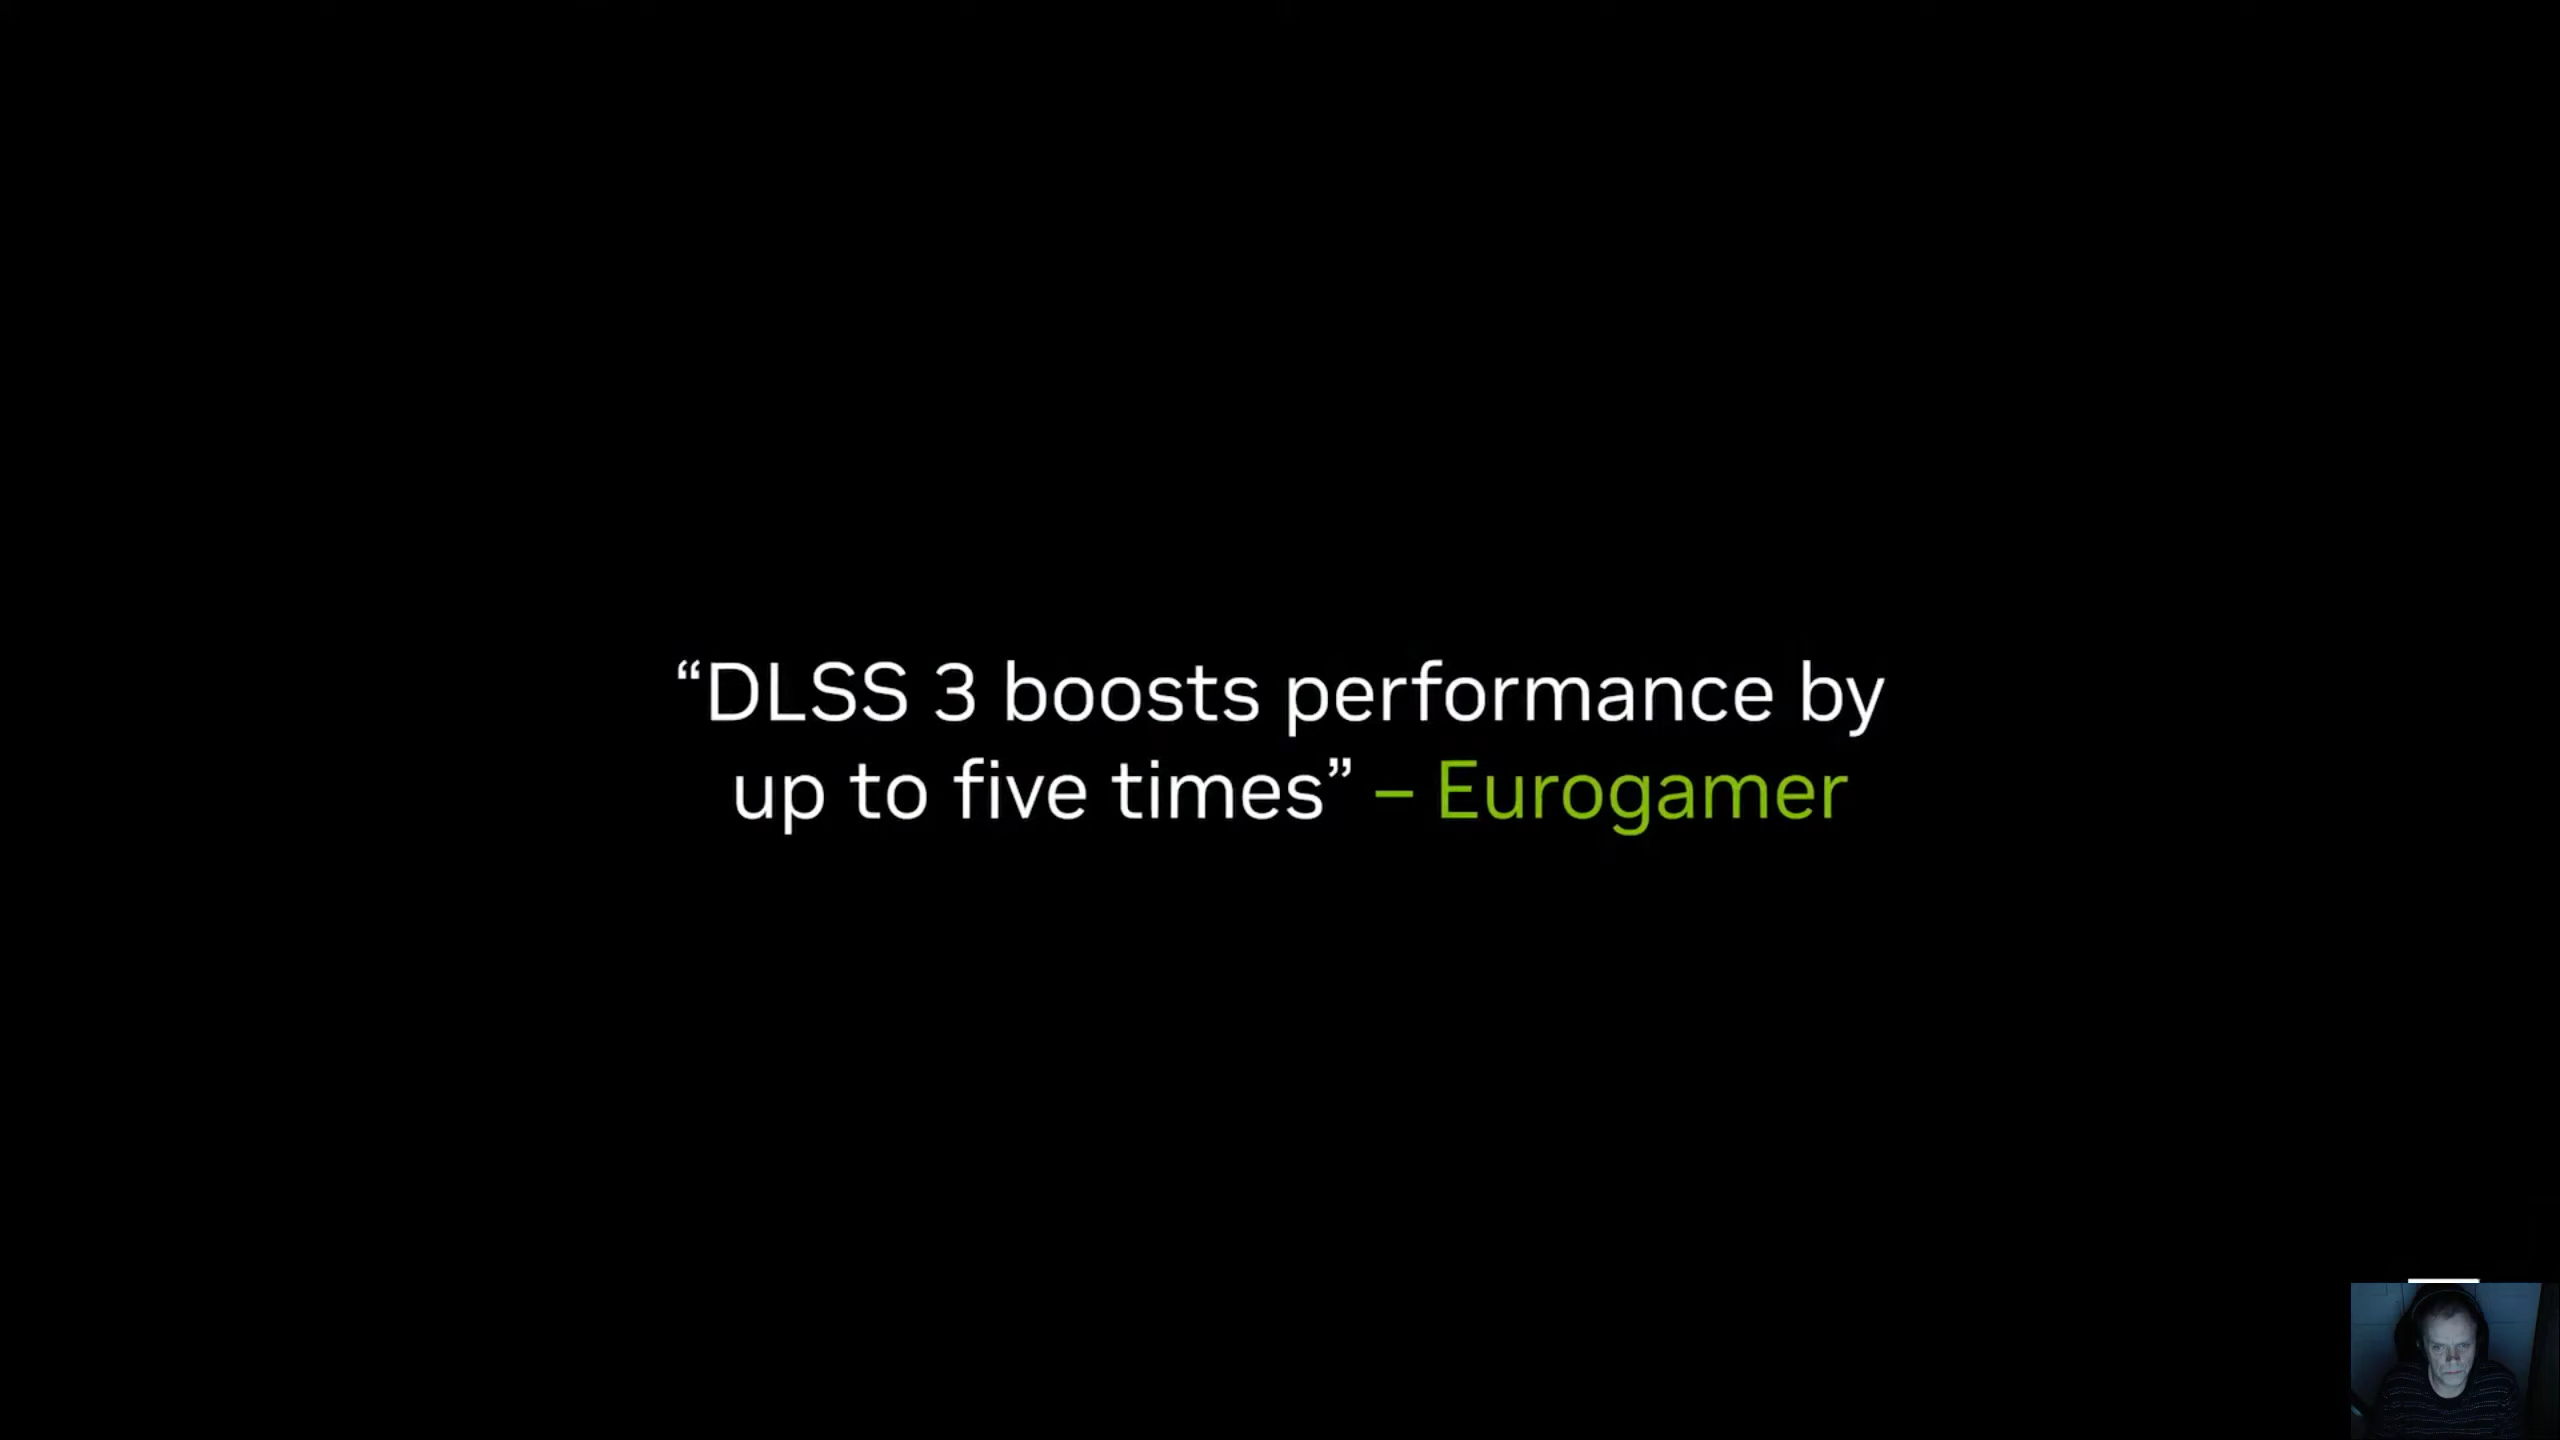 “DLSS 3 boosts performance by
up to five times” – Eurogamer